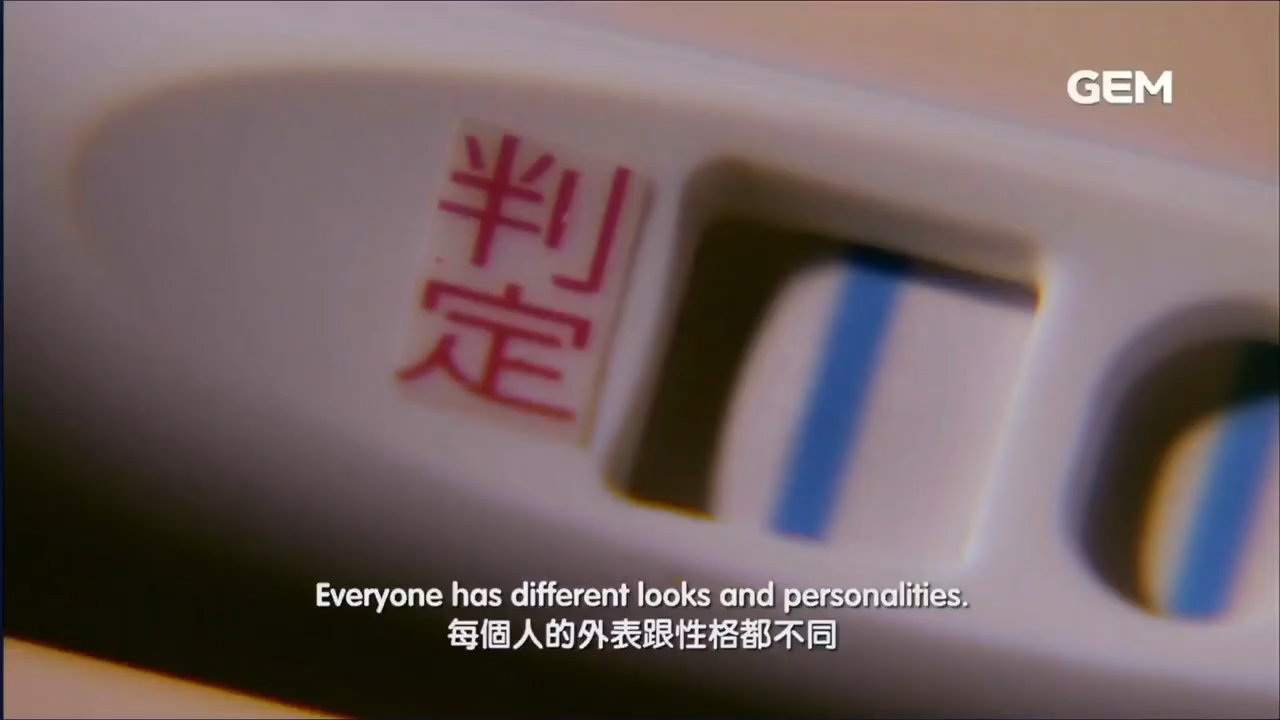 GEM
判定
Everyone has different looks and personalities.
每個人的外表跟性格都不同